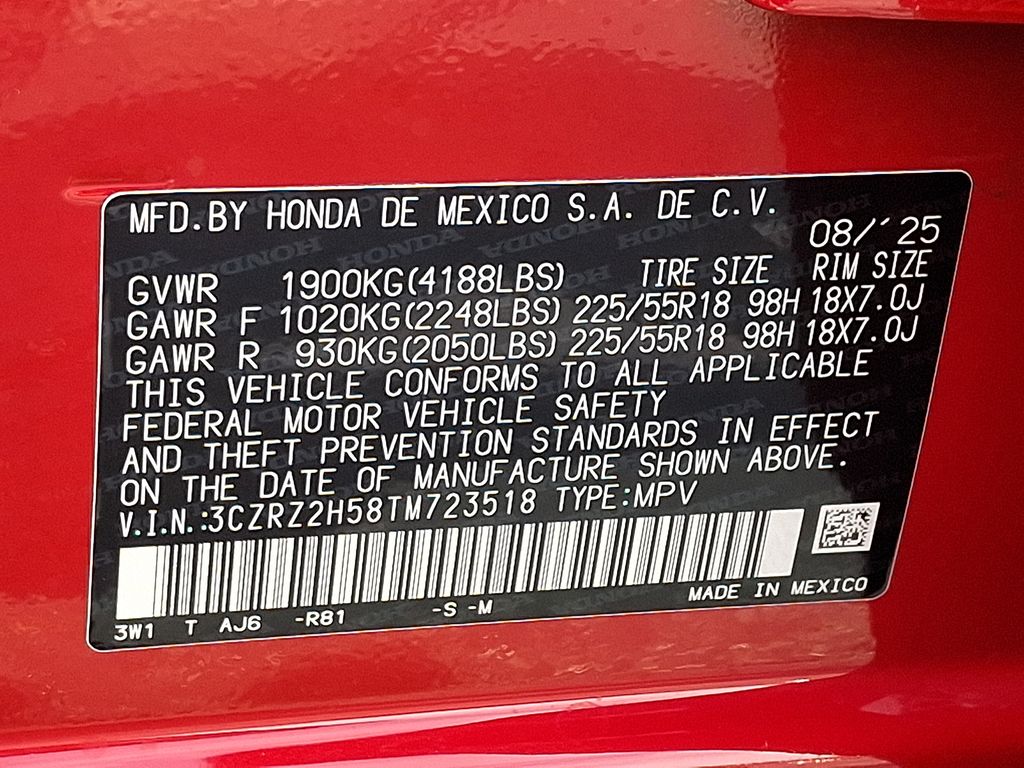 MFD.BY HONDA DE MEXICO S.A. DE C.V.
08/'25
GVWR 1900KG(4188LBS) TIRE SIZE RIM SIZE
GAWR F 1020KG(2248LBS) 225/55R18 98H 18X7.0J
GAWR R 930KG(2050LBS) 225/55R18 98H 18X7.0J
THIS VEHICLE CONFORMS TO ALL APPLICABLE
FEDERAL MOTOR VEHICLE SAFETY
AND THEFT PREVENTION STANDARDS IN EFFECT
ON THE DATE OF MANUFACTURE SHOWN ABOVE.
V.I.N.:3CZRZ2H58TM723518 TYPE:MPV
MADE IN MEXICO
3W1 T AJ6 -R81 -S -M